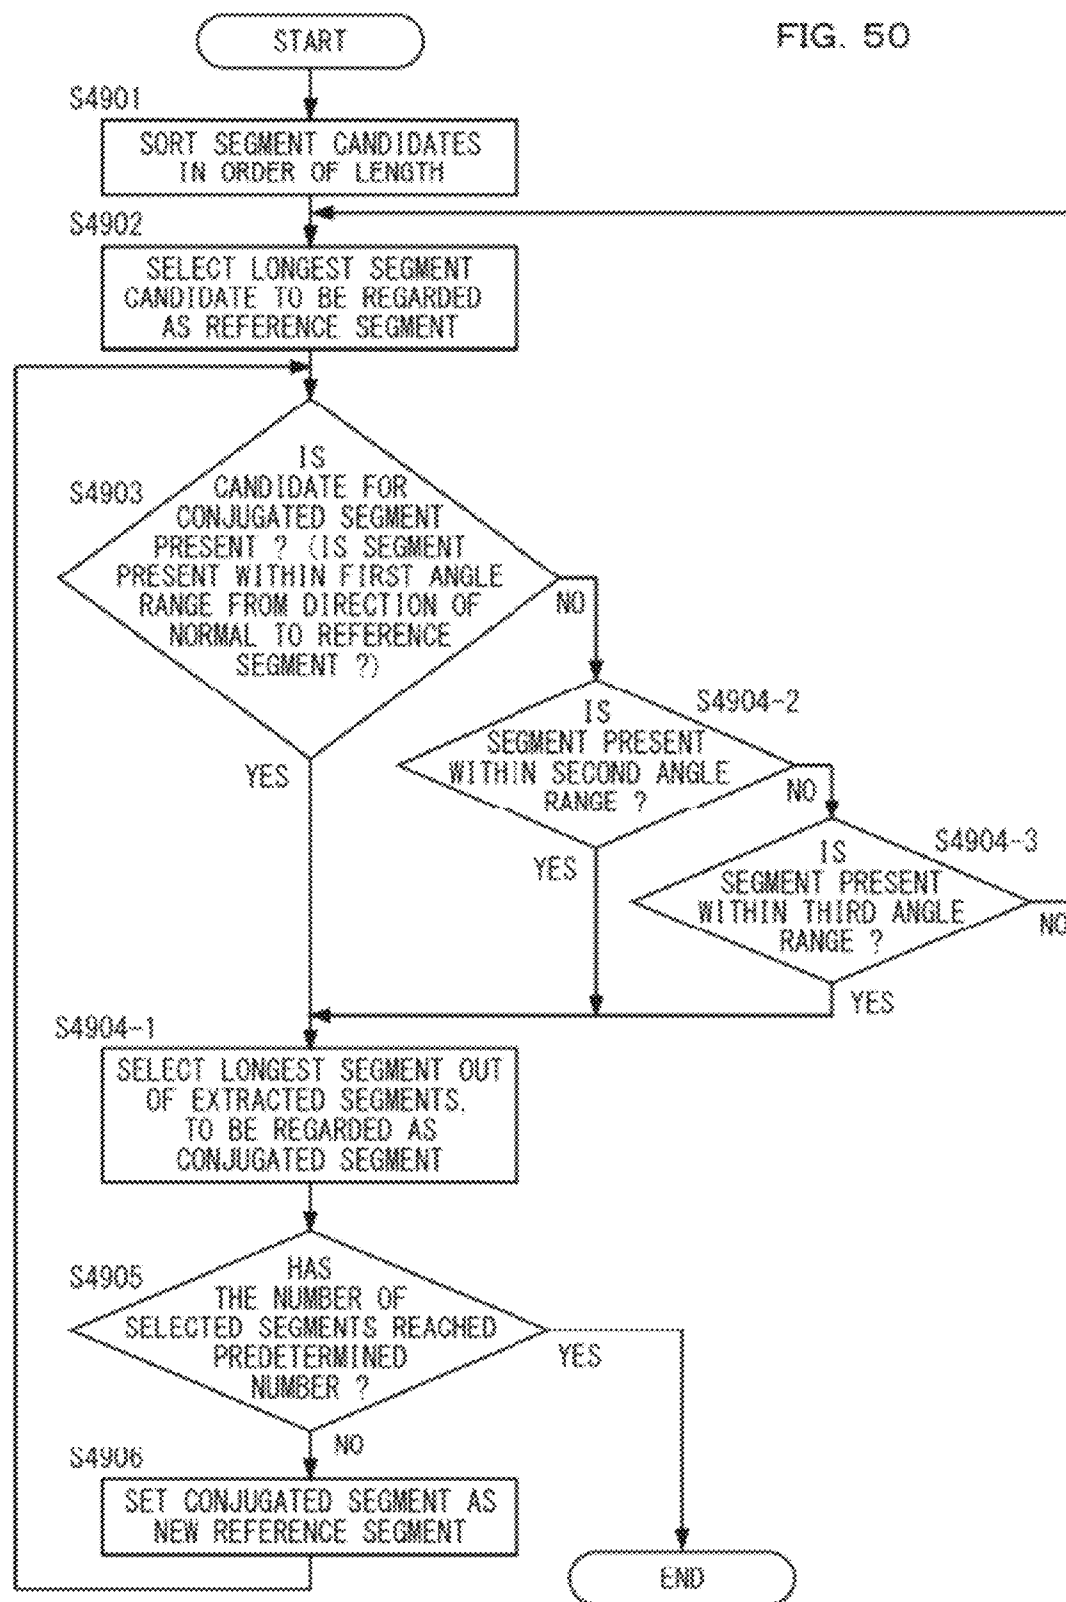 FIG. 50
START
S4901
SORT SEGMENT CANDIDATES
IN ORDER OF LENGTH
S4902
SELECT LONGEST SEGMENT
CANDIDATE TO BE REGARDED
AS REFERENCE SEGMENT
S4903
IS
CANDIDATE FOR
CONJUGATED SEGMENT
PRESENT ? (IS SEGMENT
PRESENT WITHIN FIRST ANGLE
RANGE FROM DIRECTION OF
NORMAL TO REFERENCE
SEGMENT ?)
NO
YES
S4904-2
IS
SEGMENT PRESENT
WITHIN SECOND ANGLE
RANGE ?
NO
YES
S4904-3
IS
SEGMENT PRESENT
WITHIN THIRD ANGLE
RANGE ?
NO
YES
S4904-1
SELECT LONGEST SEGMENT OUT
OF EXTRACTED SEGMENTS,
TO BE REGARDED AS
CONJUGATED SEGMENT
S4905
HAS
THE NUMBER OF
SELECTED SEGMENTS REACHED
PREDETERMINED
NUMBER ?
YES
NO
S4906
SET CONJUGATED SEGMENT AS
NEW REFERENCE SEGMENT
END